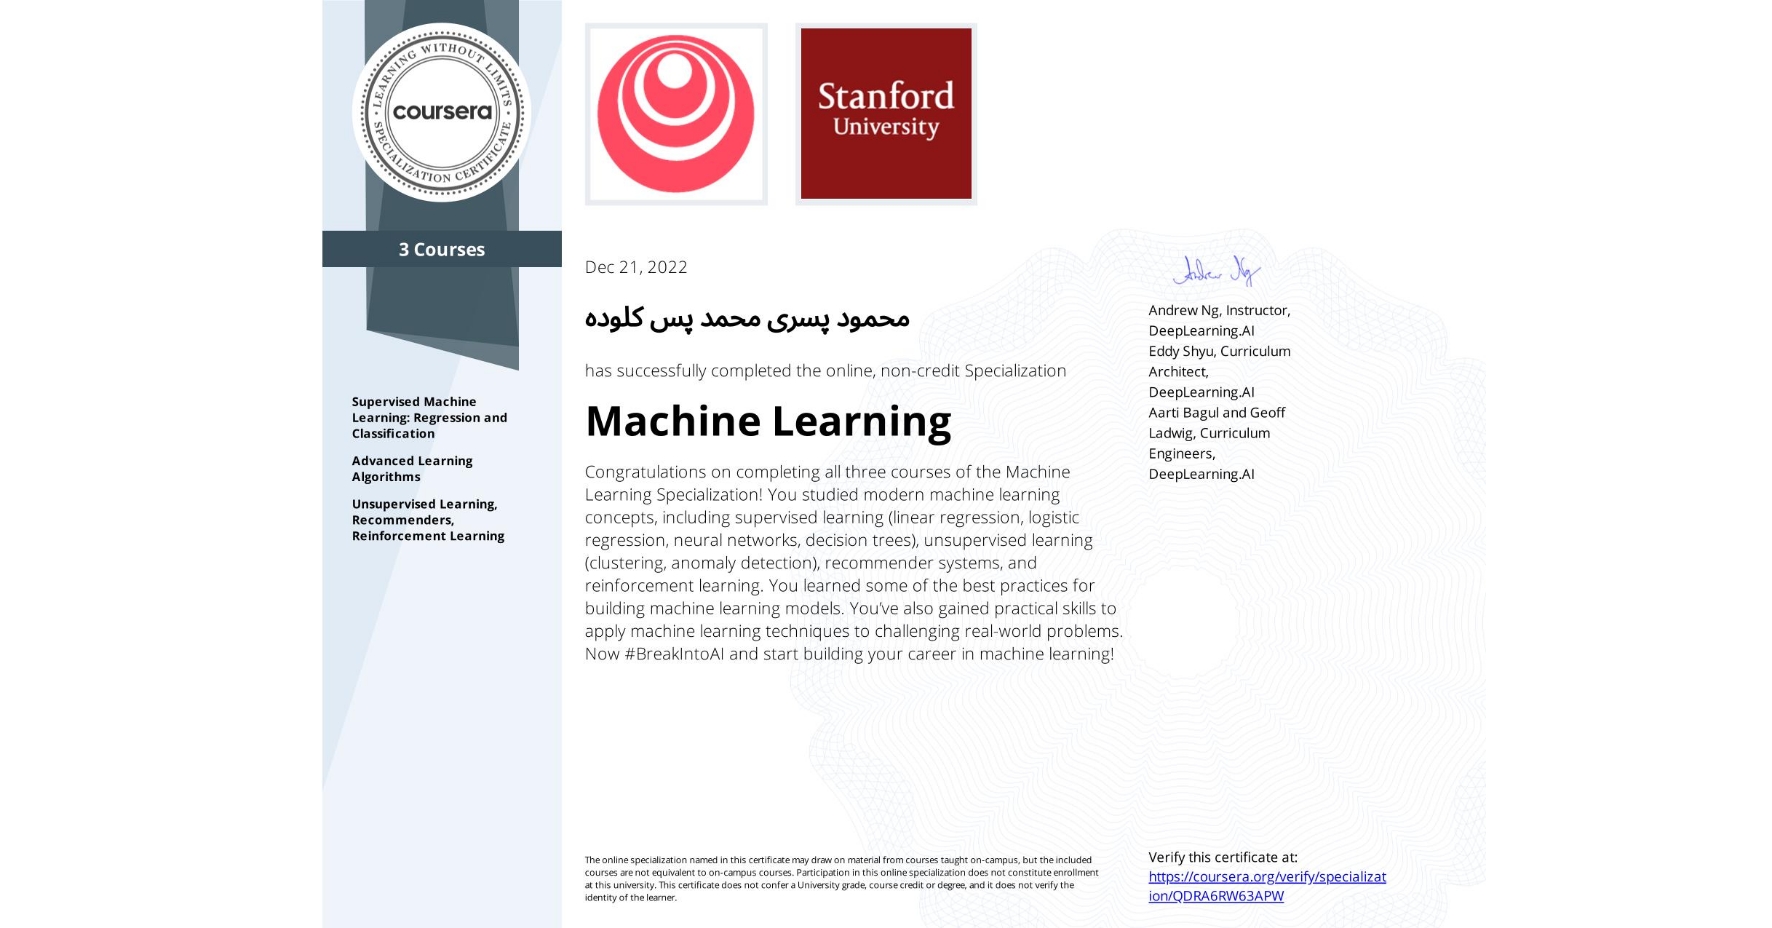 LEARNING WITHOUT LIMITS
coursera
SPECIALIZATION CERTIFICATE
3 Courses
Supervised Machine
Learning: Regression and
Classification
Advanced Learning
Algorithms
Unsupervised Learning,
Recommenders,
Reinforcement Learning
Stanford
University
Dec 21, 2022
محمود پسری محمد پس کلوده
has successfully completed the online, non-credit Specialization
Machine Learning
Congratulations on completing all three courses of the Machine
Learning Specialization! You studied modern machine learning
concepts, including supervised learning (linear regression, logistic
regression, neural networks, decision trees), unsupervised learning
(clustering, anomaly detection), recommender systems, and
reinforcement learning. You learned some of the best practices for
building machine learning models. You’ve also gained practical skills to
apply machine learning techniques to challenging real-world problems.
Now #BreakIntoAI and start building your career in machine learning!
Andrew Ng
Andrew Ng, Instructor,
DeepLearning.AI
Eddy Shyu, Curriculum
Architect,
DeepLearning.AI
Aarti Bagul and Geoff
Ladwig, Curriculum
Engineers,
DeepLearning.AI
The online specialization named in this certificate may draw on material from courses taught on-campus, but the included
courses are not equivalent to on-campus courses. Participation in this online specialization does not constitute enrollment
at this university. This certificate does not confer a University grade, course credit or degree, and it does not verify the
identity of the learner.
Verify this certificate at:
https://coursera.org/verify/specializat
ion/QDRA6RW63APW